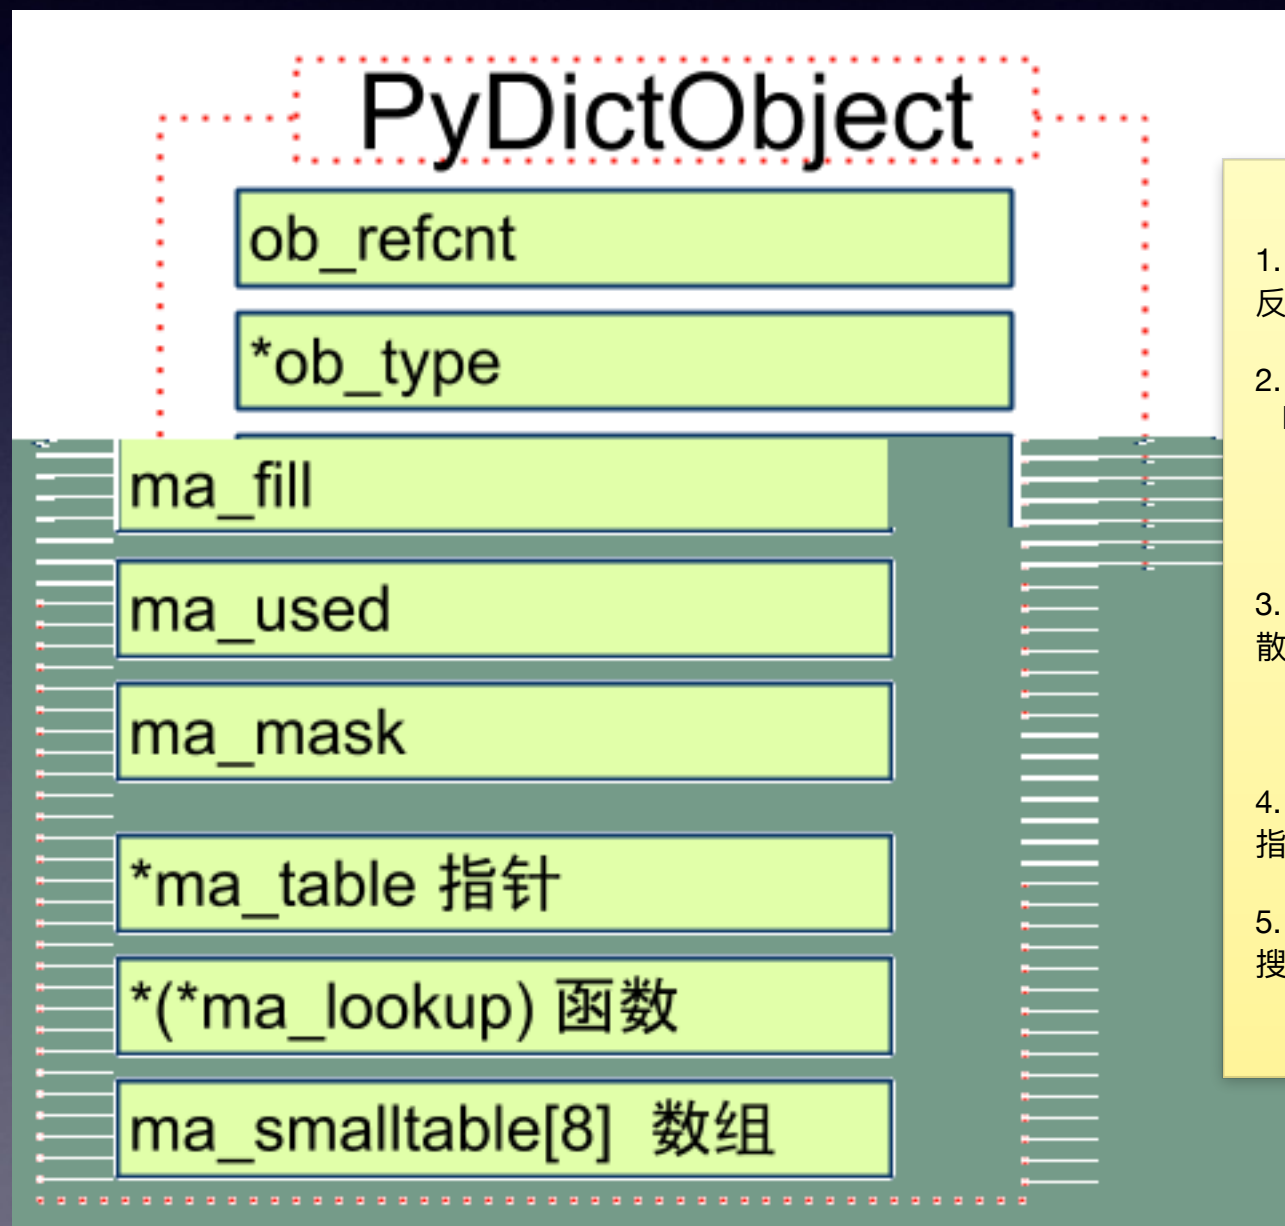 PyDictObject
ob_refcnt
*ob_type
ma_fill
ma_used
ma_mask
*ma_table 指针
*(*ma_lookup) 函数
ma_smalltable[8] 数组
1.
反
2.
3.
散
4.
指
5.
搜